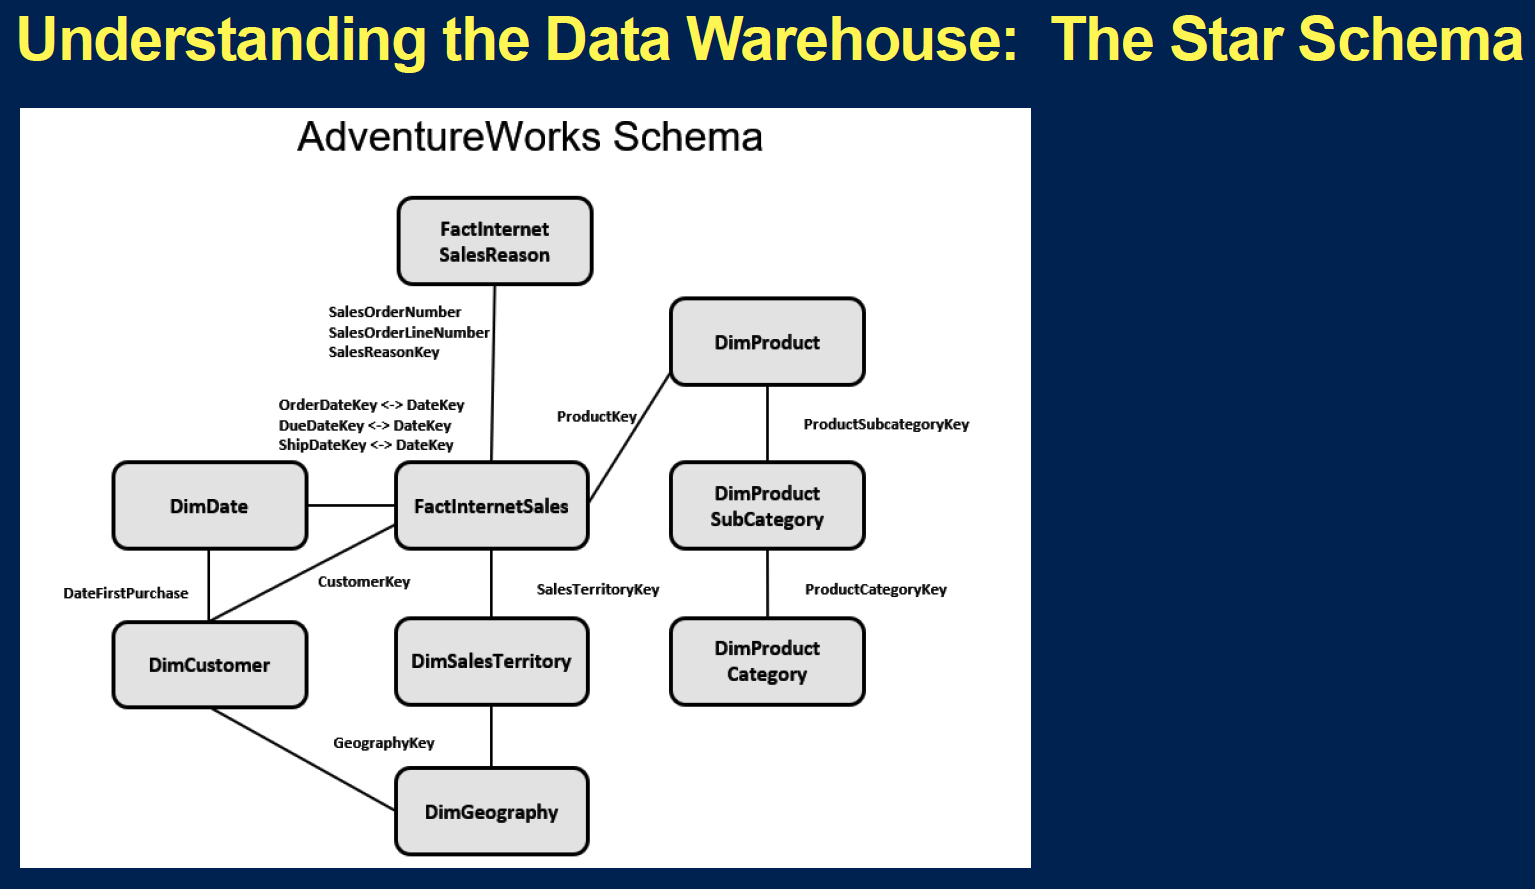 Understanding the Data Warehouse:  The Star Schema
AdventureWorks Schema
FactInternet
SalesReason
SalesOrderNumber
SalesOrderLineNumber
SalesReasonKey
DimProduct
OrderDateKey <-> DateKey
DueDateKey <-> DateKey
ShipDateKey <-> DateKey
ProductKey
ProductSubcategoryKey
DimDate
FactInternetSales
DimProduct
SubCategory
DateFirstPurchase
CustomerKey
SalesTerritoryKey
ProductCategoryKey
DimCustomer
DimSalesTerritory
DimProduct
Category
GeographyKey
DimGeography